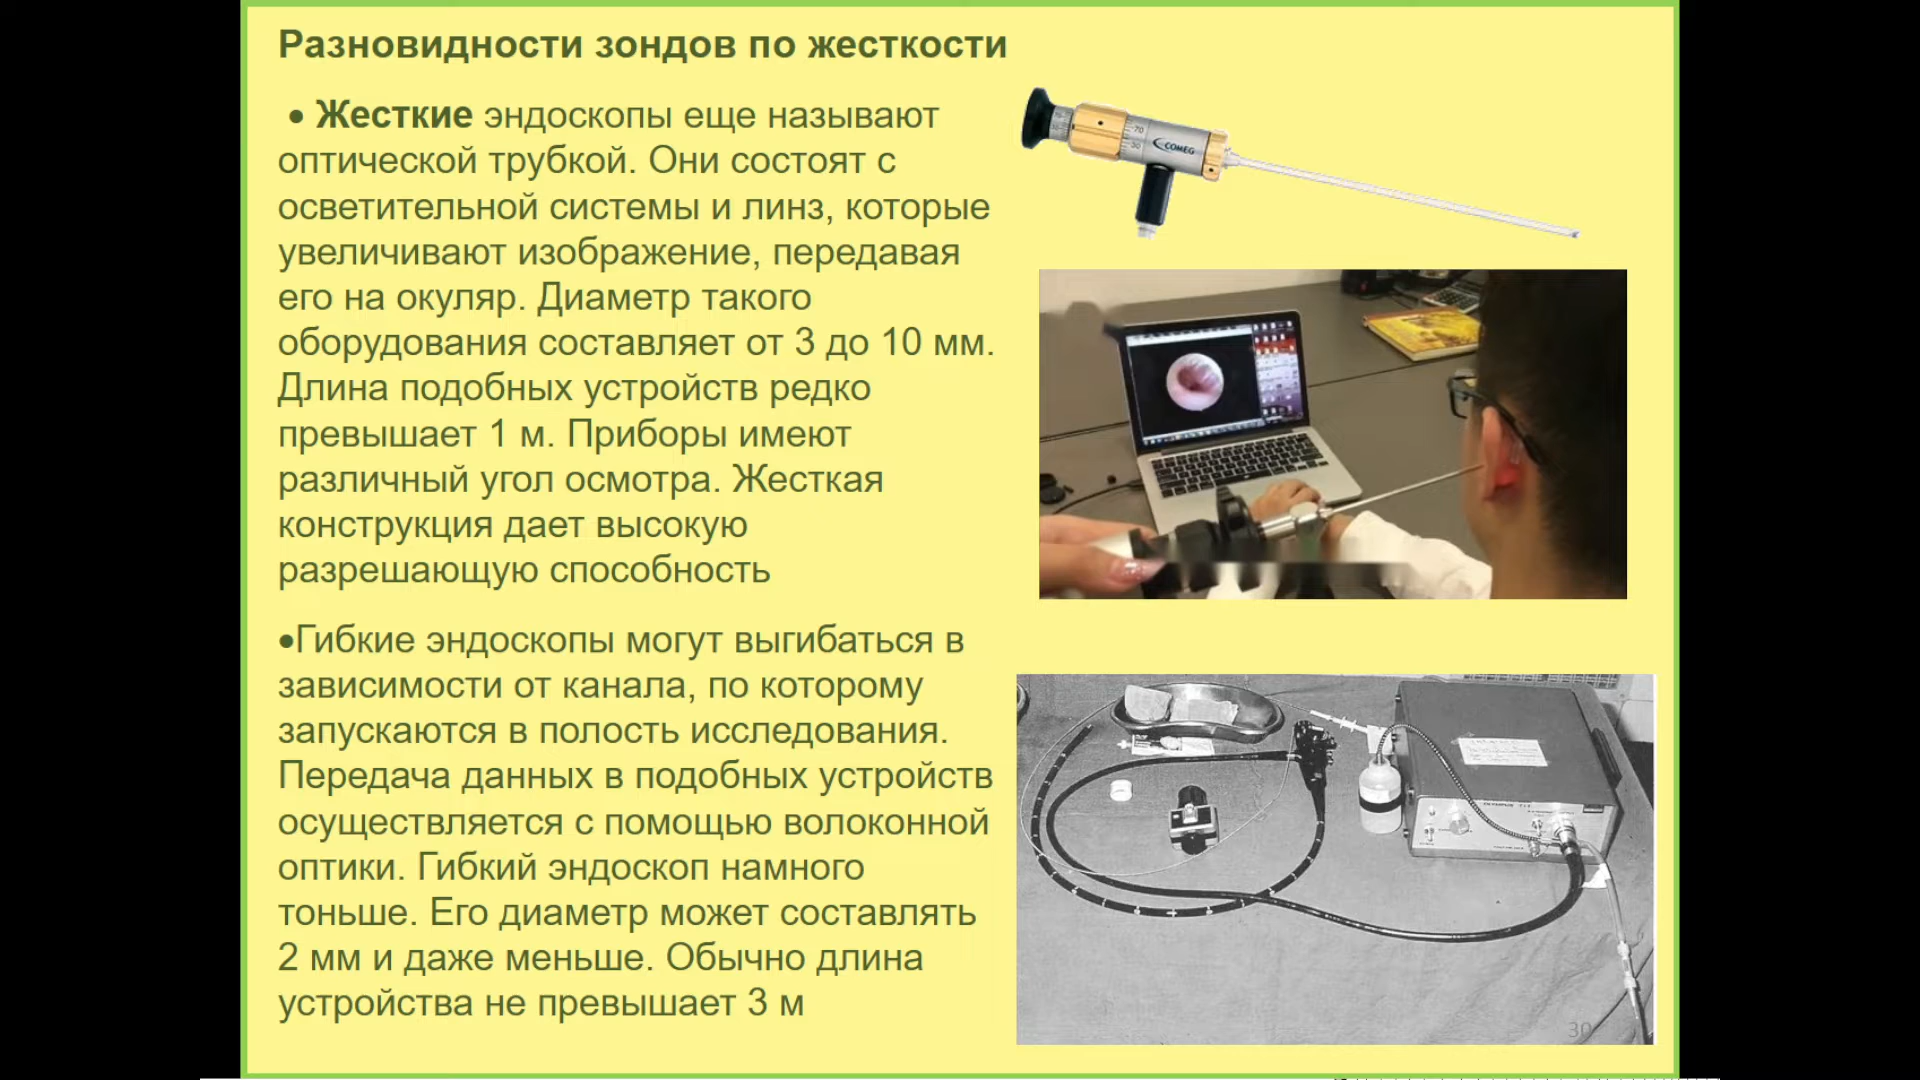 Разновидности зондов по жесткости
• Жесткие эндоскопы еще называют
оптической трубкой. Они состоят с
осветительной системы и линз, которые
увеличивают изображение, передавая
его на окуляр. Диаметр такого
оборудования составляет от 3 до 10 мм.
Длина подобных устройств редко
превышает 1 м. Приборы имеют
различный угол осмотра. Жесткая
конструкция дает высокую
разрешающую способность
•Гибкие эндоскопы могут выгибаться в
зависимости от канала, по которому
запускаются в полость исследования.
Передача данных в подобных устройств
осуществляется с помощью волоконной
оптики. Гибкий эндоскоп намного
тоньше. Его диаметр может составлять
2 мм и даже меньше. Обычно длина
устройства не превышает 3 м
70
30
COMEG
30